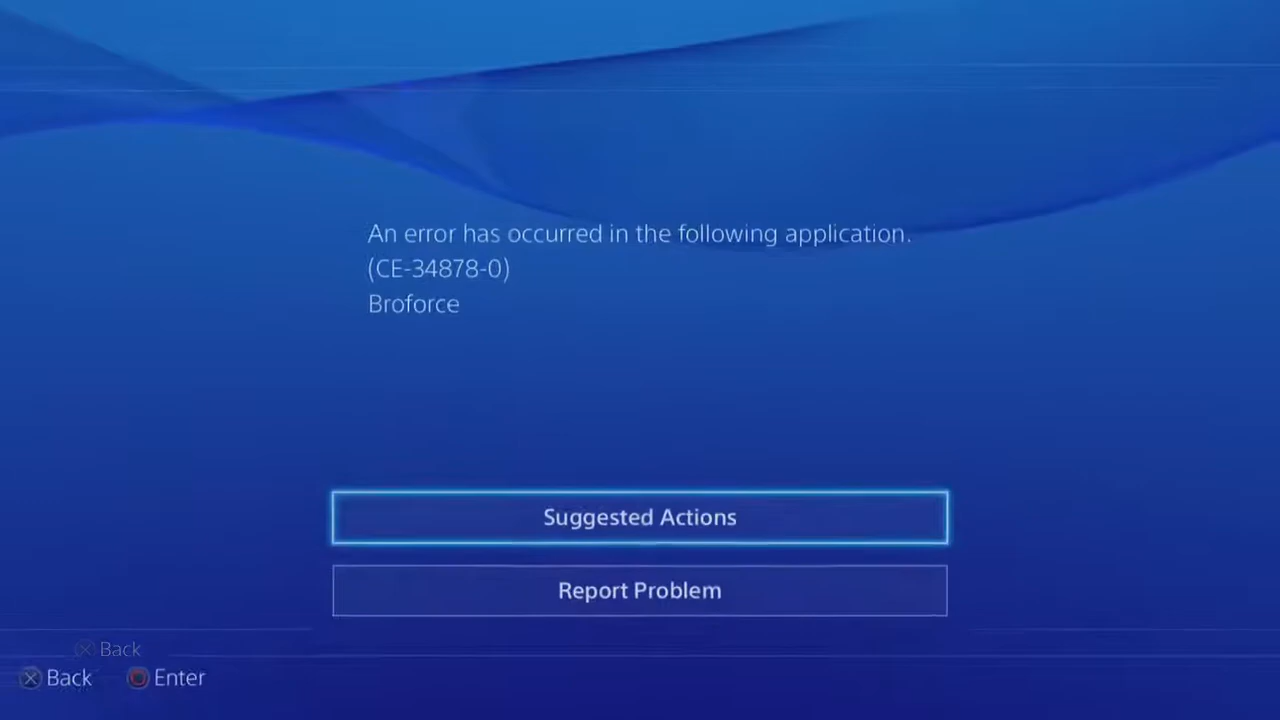 An error has occurred in the following application.
(CE-34878-0)
Broforce
Suggested Actions
Report Problem
Back
Back
Enter